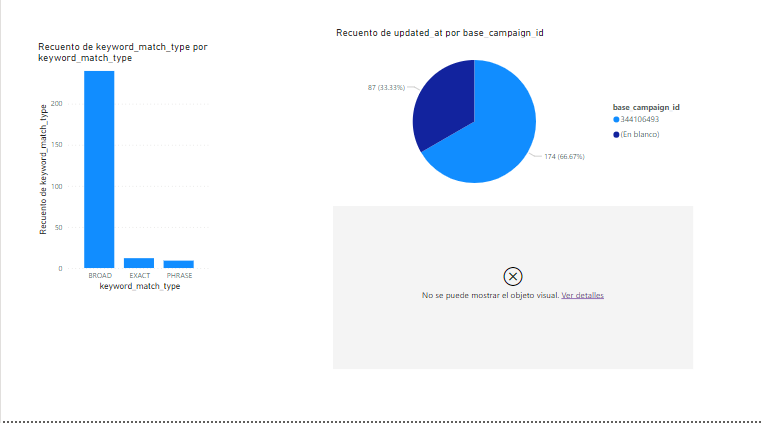 Recuento de keyword_match_type por
keyword_match_type
Recuento de keyword_match_type
200
150
100
50
0
BROAD EXACT PHRASE
keyword_match_type
Recuento de updated_at por base_campaign_id
87 (33.33%)
174 (66.67%)
base_campaign_id
344106493
(En blanco)
No se puede mostrar el objeto visual. Ver detalles